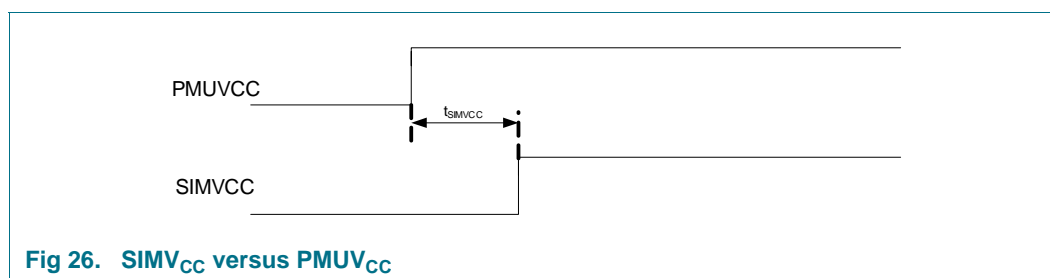 PMUVCC
tSIMVCC
SIMVCC
Fig 26. SIMVCC versus PMUVCC